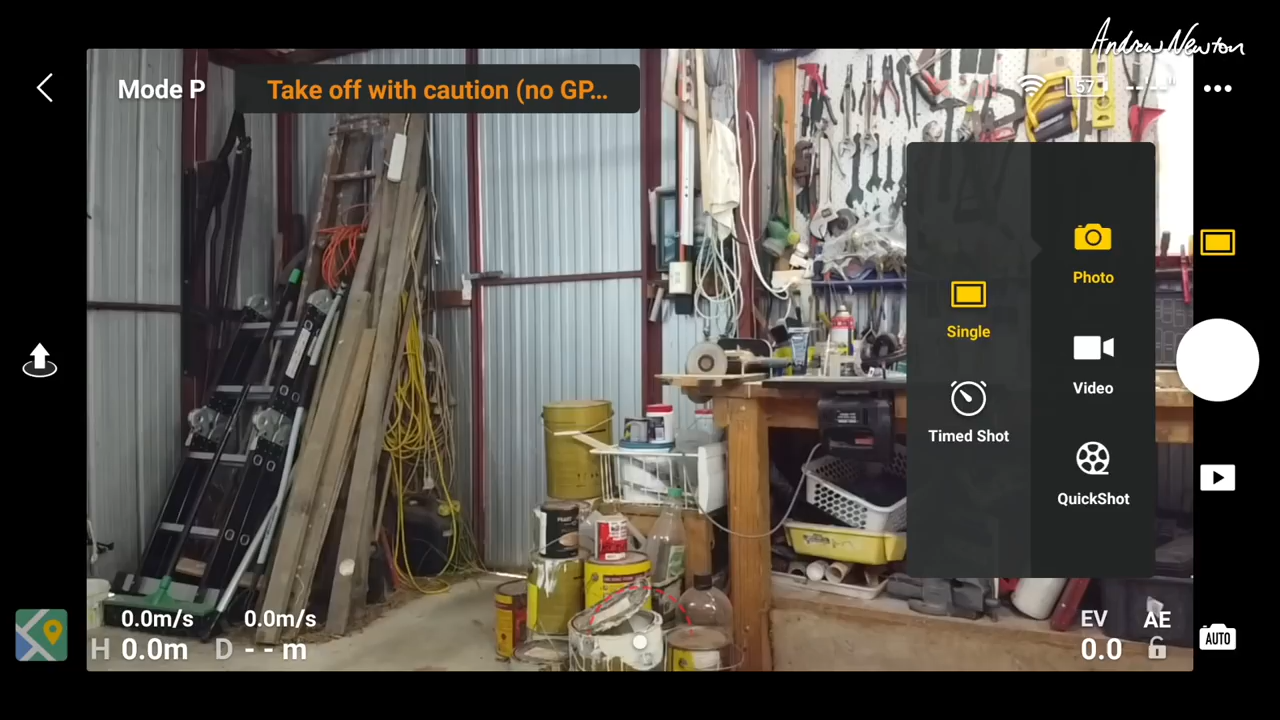 Andrew Newton
Mode P
Take off with caution (no GP...
57
Photo
Single
Video
Timed Shot
QuickShot
0.0m/s 0.0m/s
H 0.0m D - - m
EV AE
0.0
AUTO